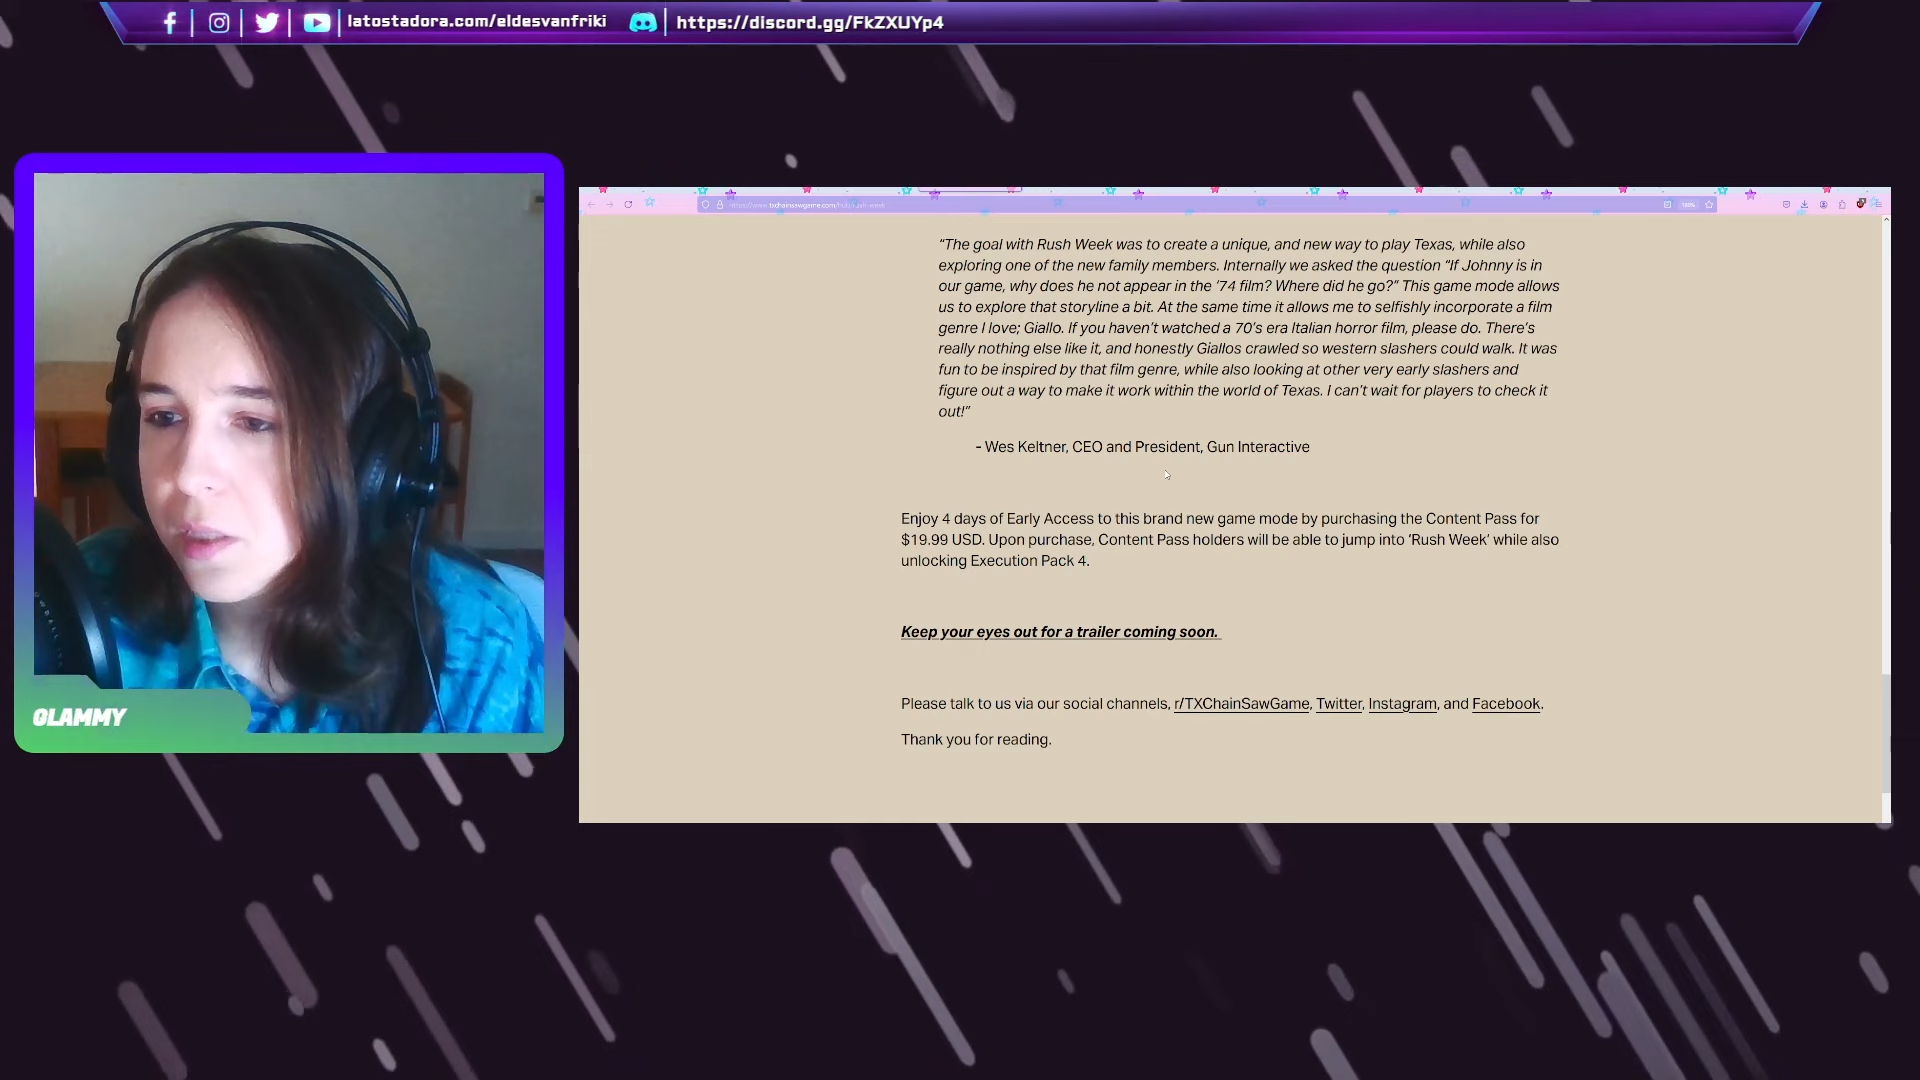 latostadora.com/eldesvanfriki
https://discord.gg/FkZXUYp4
“The goal with Rush Week was to create a unique, and new way to play Texas, while also
exploring one of the new family members. Internally we asked the question “If Johnny is in
our game, why does he not appear in the ‘74 film? Where did he go?” This game mode allows
us to explore that storyline a bit. At the same time it allows me to selfishly incorporate a film
genre I love; Giallo. If you haven’t watched a 70’s era Italian horror film, please do. There’s
really nothing else like it, and honestly Giallos crawled so western slashers could walk. It was
fun to be inspired by that film genre, while also looking at other very early slashers and
figure out a way to make it work within the world of Texas. I can’t wait for players to check it
out!”
- Wes Keltner, CEO and President, Gun Interactive
Enjoy 4 days of Early Access to this brand new game mode by purchasing the Content Pass for
$19.99 USD. Upon purchase, Content Pass holders will be able to jump into ‘Rush Week’ while also
unlocking Execution Pack 4.
Keep your eyes out for a trailer coming soon.
Please talk to us via our social channels, r/TXChainSawGame, Twitter, Instagram, and Facebook.
Thank you for reading.
GLAMMY